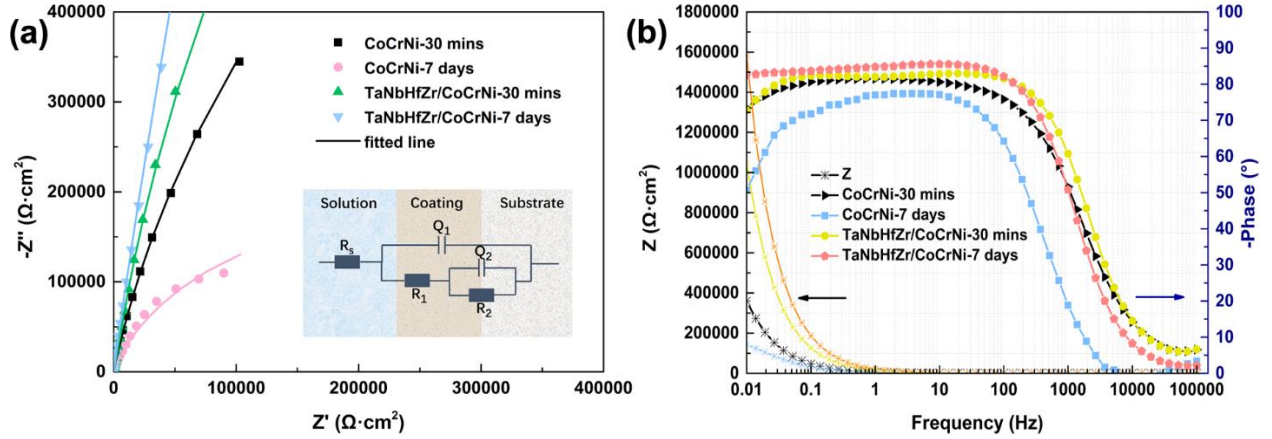 (a)
400000
300000
200000
100000
0
-Z'' (Ω·cm²)
CoCrNi-30 mins
CoCrNi-7 days
TaNbHfZr/CoCrNi-30 mins
TaNbHfZr/CoCrNi-7 days
fitted line
Solution Coating Substrate
Q₁
Rₛ
Q₂
R₁
R₂
0 100000 200000 300000 400000
Z' (Ω·cm²)
(b)
1800000
1600000
1400000
1200000
1000000
800000
600000
400000
200000
0
Z (Ω·cm²)
Z
CoCrNi-30 mins
CoCrNi-7 days
TaNbHfZr/CoCrNi-30 mins
TaNbHfZr/CoCrNi-7 days
100
90
80
70
60
50
40
30
20
10
0
-Phase (°)
0.01 0.1 1 10 100 1000 10000 100000
Frequency (Hz)